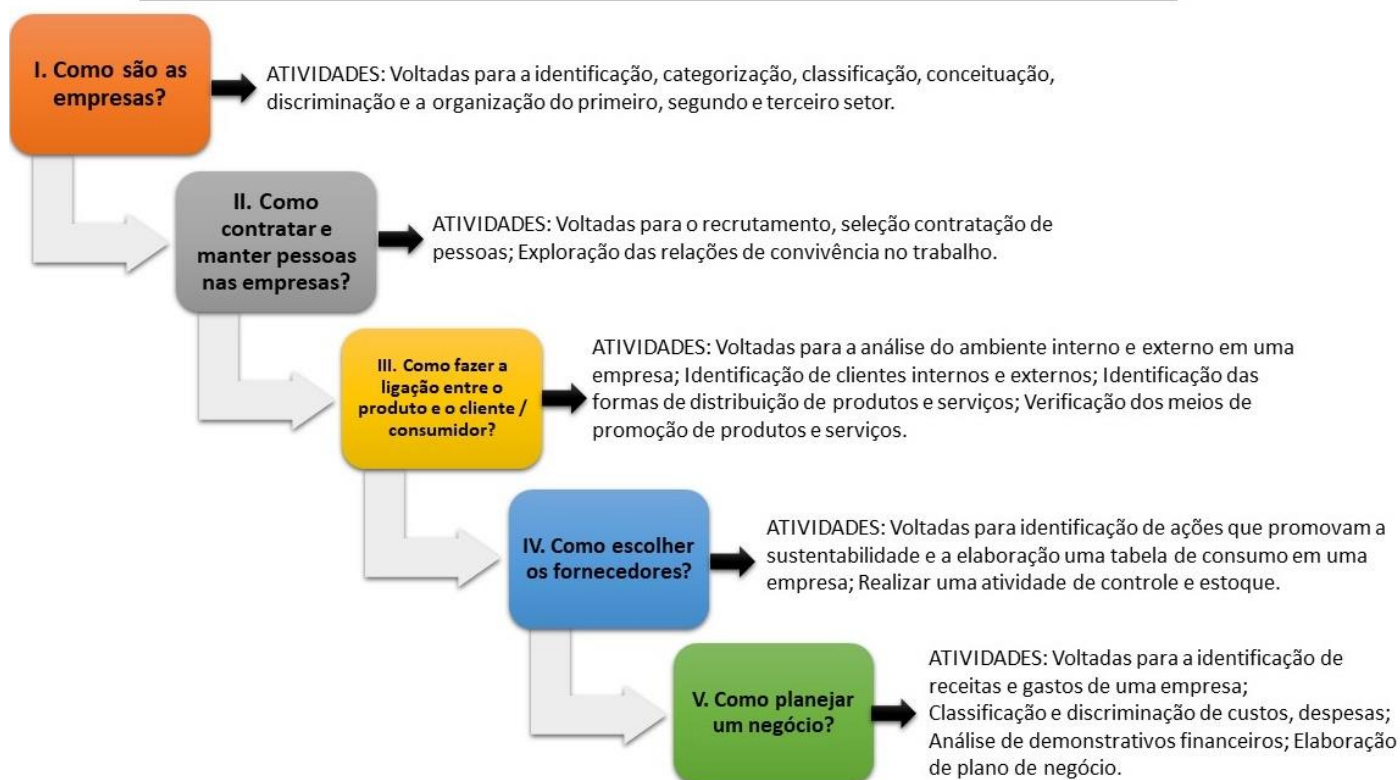 I. Como são as
empresas?
ATIVIDADES: Voltadas para a identificação, categorização, classificação, conceituação,
discriminação e a organização do primeiro, segundo e terceiro setor.
II. Como
contratar e
manter pessoas
nas empresas?
ATIVIDADES: Voltadas para o recrutamento, seleção contratação de
pessoas; Exploração das relações de convivência no trabalho.
III. Como fazer a
ligação entre o
produto e o cliente /
consumidor?
ATIVIDADES: Voltadas para a análise do ambiente interno e externo em uma
empresa; Identificação de clientes internos e externos; Identificação das
formas de distribuição de produtos e serviços; Verificação dos meios de
promoção de produtos e serviços.
IV. Como escolher
os fornecedores?
ATIVIDADES: Voltadas para identificação de ações que promovam a
sustentabilidade e a elaboração uma tabela de consumo em uma
empresa; Realizar uma atividade de controle e estoque.
V. Como planejar
um negócio?
ATIVIDADES: Voltadas para a identificação de
receitas e gastos de uma empresa;
Classificação e discriminação de custos, despesas;
Análise de demonstrativos financeiros; Elaboração
de plano de negócio.